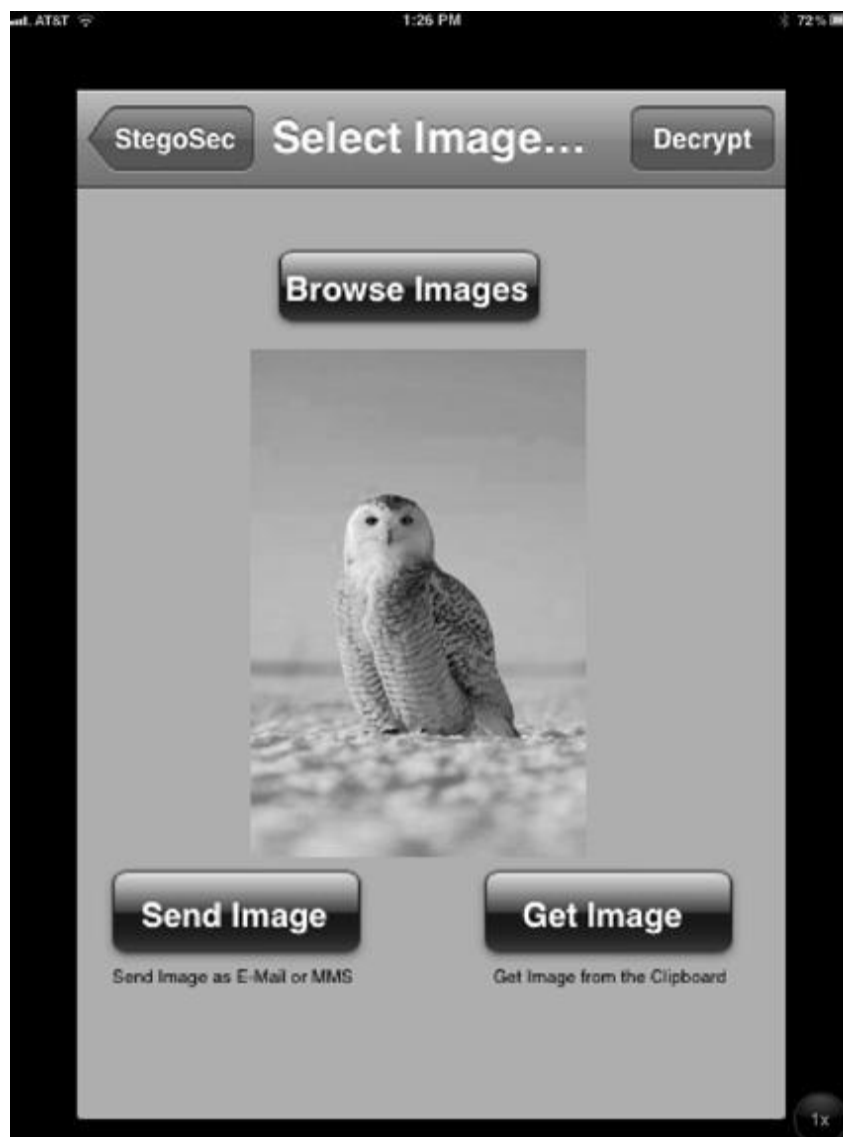 AT&T 1:26 PM 72%
StegoSec Select Image... Decrypt
Browse Images
Send Image Get Image
Send Image as E-Mail or MMS Get Image from the Clipboard
1x